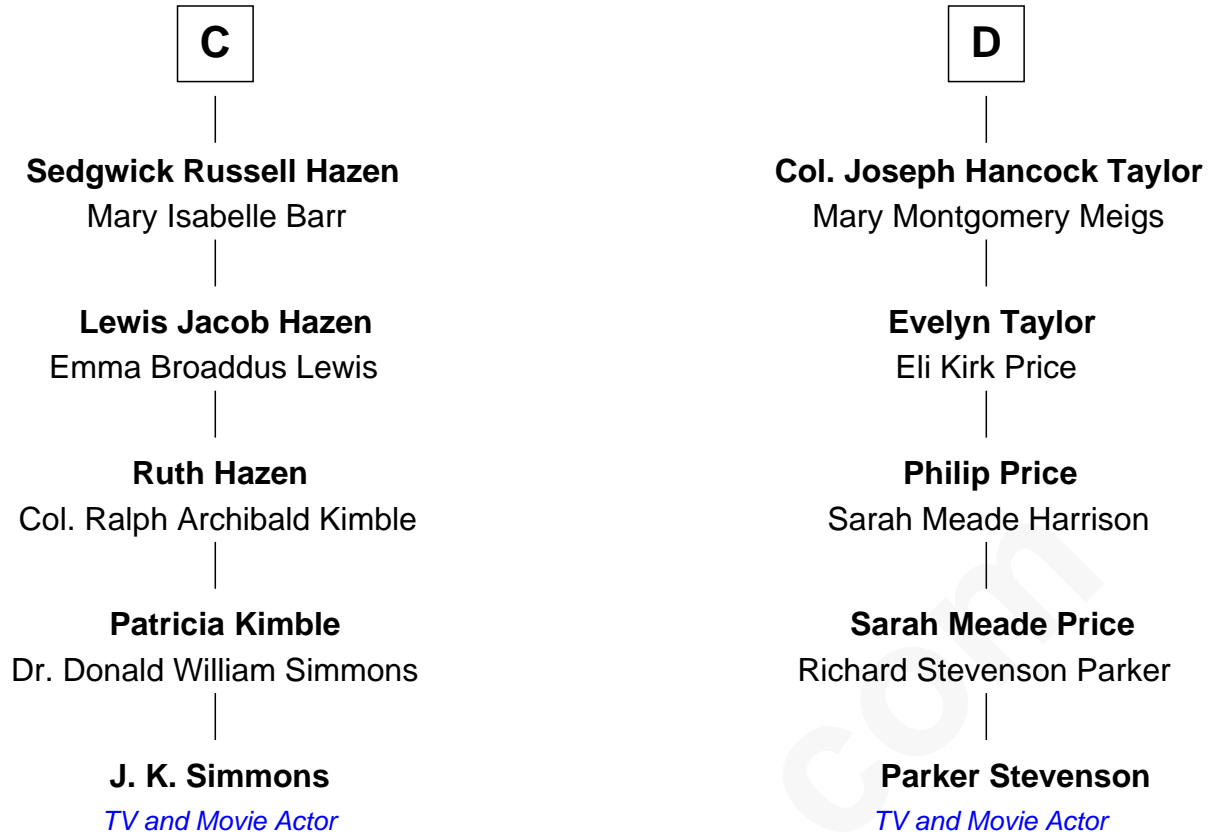 C
Sedgwick Russell Hazen
Mary Isabelle Barr
Lewis Jacob Hazen
Emma Broaddus Lewis
Ruth Hazen
Col. Ralph Archibald Kimble
Patricia Kimble
Dr. Donald William Simmons
J. K. Simmons
TV and Movie Actor
D
Col. Joseph Hancock Taylor
Mary Montgomery Meigs
Evelyn Taylor
Eli Kirk Price
Philip Price
Sarah Meade Harrison
Sarah Meade Price
Richard Stevenson Parker
Parker Stevenson
TV and Movie Actor
com